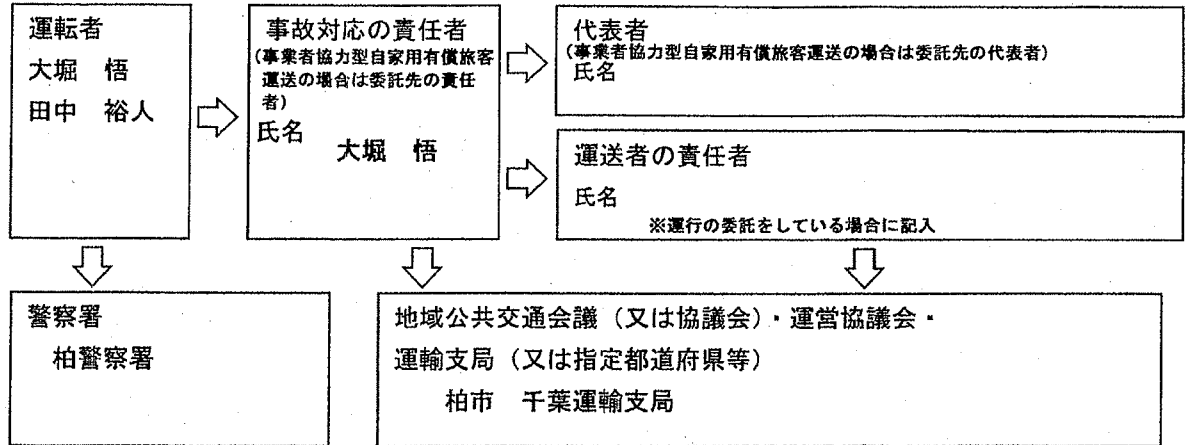 運転者
大堀　悟
田中　裕人
事故対応の責任者
(事業者協力型自家用有償旅客
運送の場合は委託先の責任
者)
氏名
大堀　悟
代表者
(事業者協力型自家用有償旅客運送の場合は委託先の代表者)
氏名
運送者の責任者
氏名
※運行の委託をしている場合に記入
警察署
柏警察署
地域公共交通会議（又は協議会）・運営協議会・
運輸支局（又は指定都道府県等）
柏市　千葉運輸支局